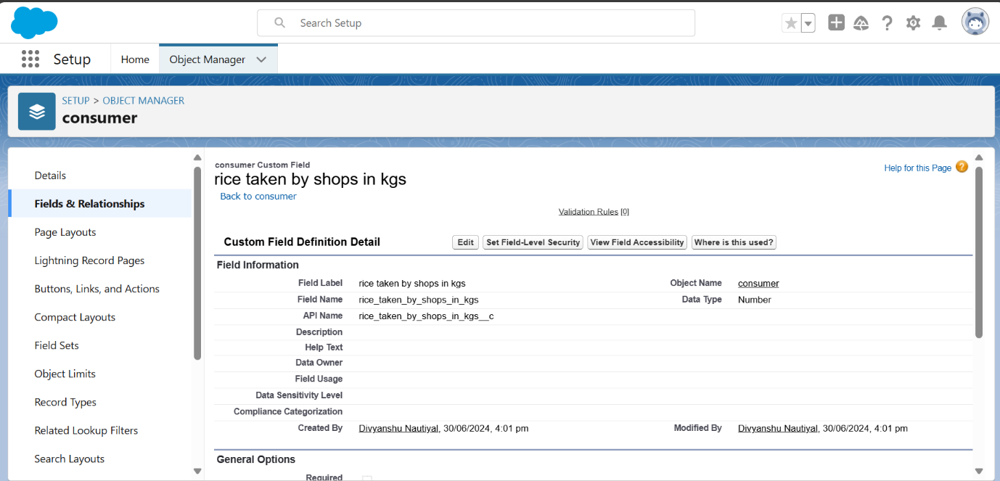 Search Setup
Setup
Home
Object Manager
SETUP > OBJECT MANAGER
consumer
Details
Fields & Relationships
Page Layouts
Lightning Record Pages
Buttons, Links, and Actions
Compact Layouts
Field Sets
Object Limits
Record Types
Related Lookup Filters
Search Layouts
consumer Custom Field
rice taken by shops in kgs
Back to consumer
Help for this Page
Validation Rules [0]
Custom Field Definition Detail
Edit
Set Field-Level Security
View Field Accessibility
Where is this used?
Field Information
Field Label rice taken by shops in kgs Object Name consumer
Field Name rice_taken_by_shops_in_kgs Data Type Number
API Name rice_taken_by_shops_in_kgs__c
Description
Help Text
Data Owner
Field Usage
Data Sensitivity Level
Compliance Categorization
Created By Divyanshu Nautiyal, 30/06/2024, 4:01 pm Modified By Divyanshu Nautiyal, 30/06/2024, 4:01 pm
General Options
Required